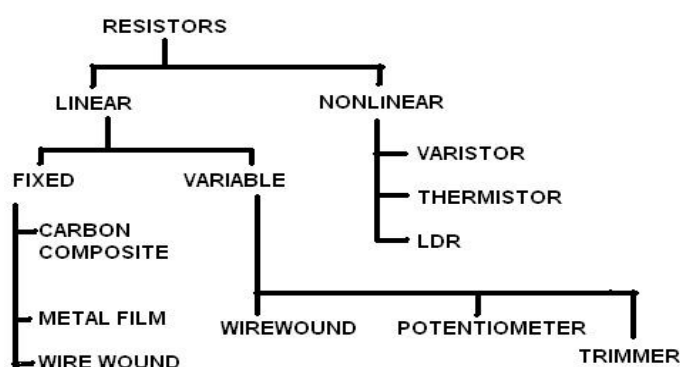 RESISTORS
LINEAR
NONLINEAR
VARISTOR
FIXED
VARIABLE
THERMISTOR
CARBON
COMPOSITE
LDR
METAL FILM
WIREWOUND
POTENTIOMETER
TRIMMER
WIRE WOUND